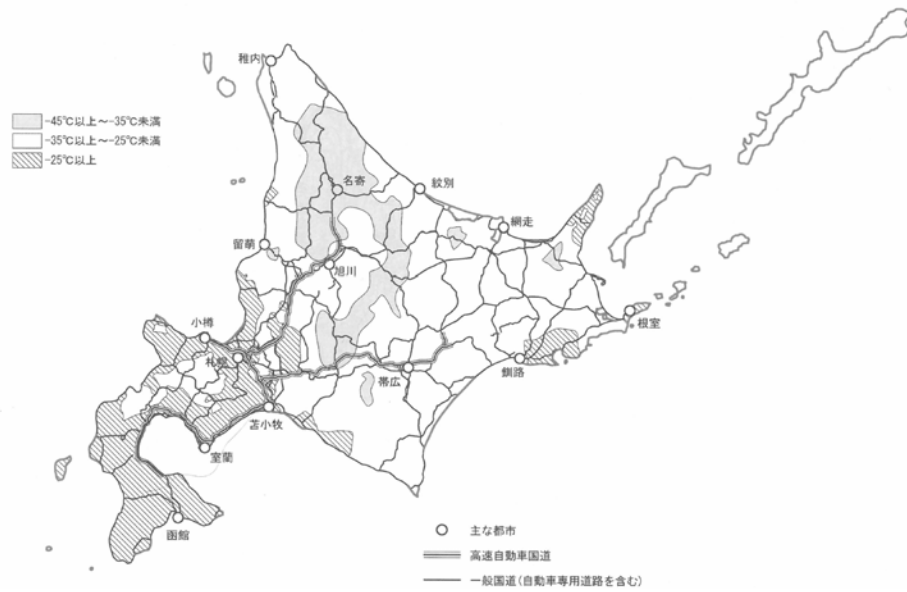 稚内
-45℃以上～-35℃未満
-35℃以上～-25℃未満
-25℃以上
名寄
紋別
網走
留萌
旭川
根室
小樽
札幌
釧路
帯広
苫小牧
室蘭
函館
主な都市
高速自動車国道
一般国道(自動車専用道路を含む)